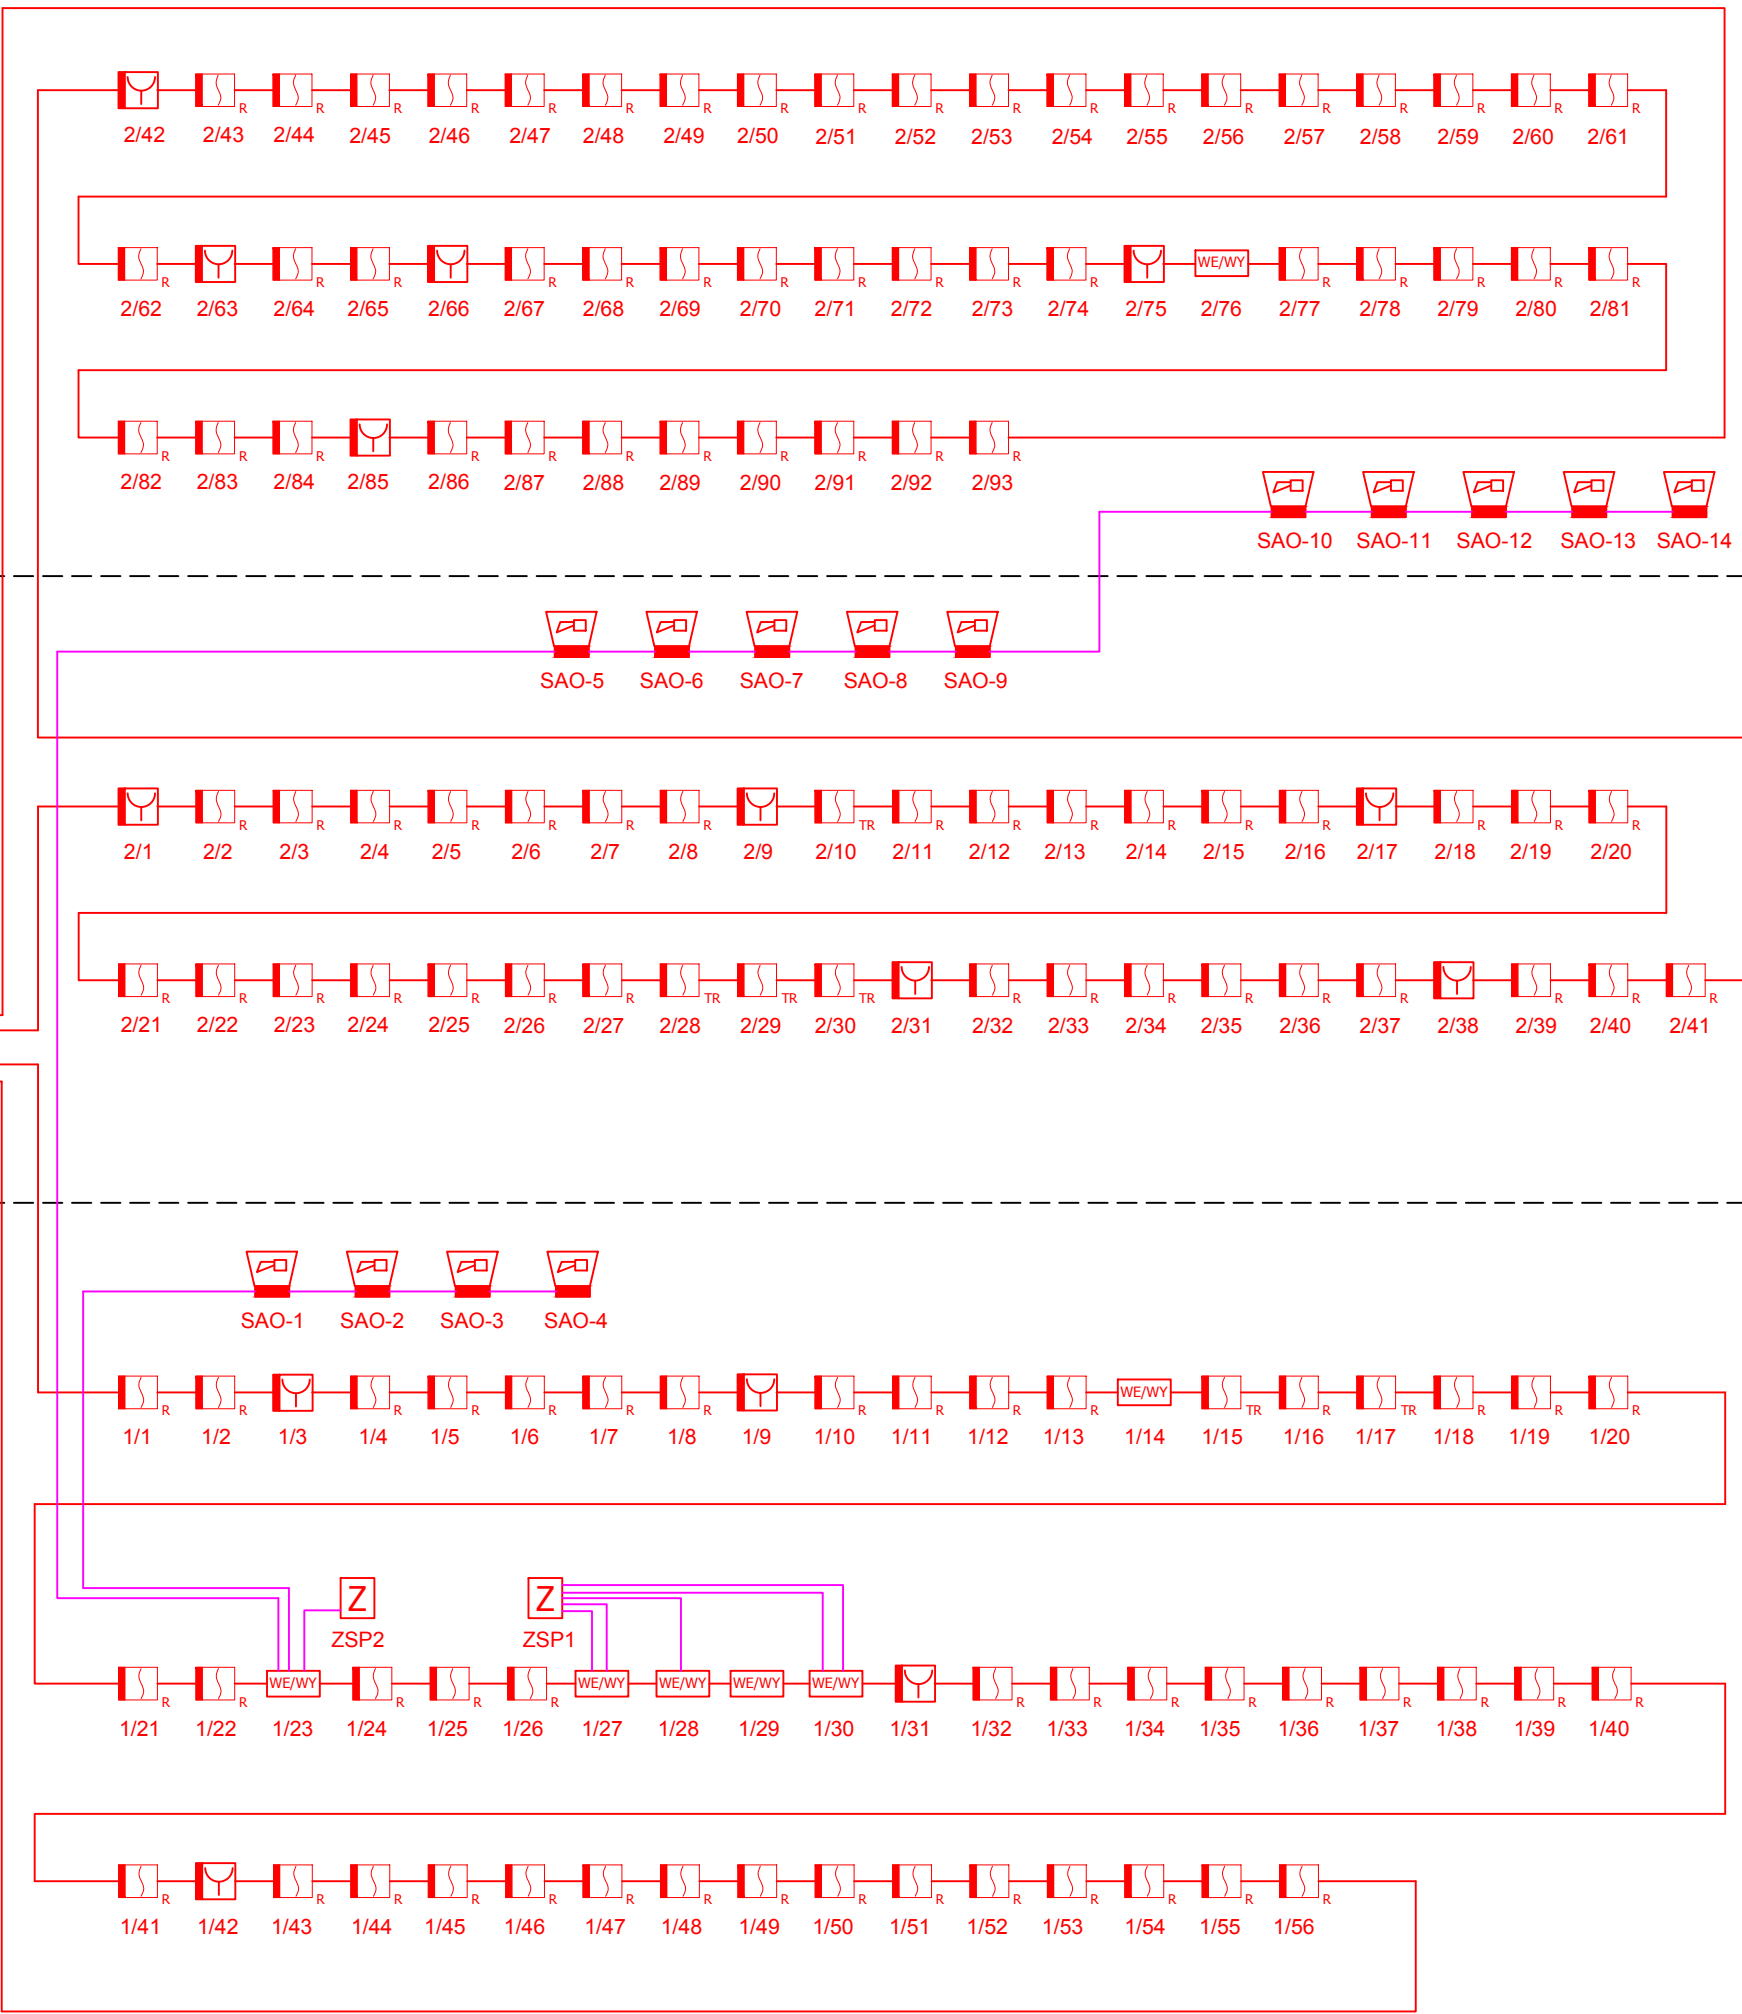 R R R R R R R R R R R R R R R R R R R
2/42 2/43 2/44 2/45 2/46 2/47 2/48 2/49 2/50 2/51 2/52 2/53 2/54 2/55 2/56 2/57 2/58 2/59 2/60 2/61
WE/WY
R R R R R R R R R R R R R R R R
2/62 2/63 2/64 2/65 2/66 2/67 2/68 2/69 2/70 2/71 2/72 2/73 2/74 2/75 2/76 2/77 2/78 2/79 2/80 2/81
R R R R R R R R R R R
2/82 2/83 2/84 2/85 2/86 2/87 2/88 2/89 2/90 2/91 2/92 2/93
SAO-10 SAO-11 SAO-12 SAO-13 SAO-14
SAO-5 SAO-6 SAO-7 SAO-8 SAO-9
R R R R R R R TR R R R R R R R R R
2/1 2/2 2/3 2/4 2/5 2/6 2/7 2/8 2/9 2/10 2/11 2/12 2/13 2/14 2/15 2/16 2/17 2/18 2/19 2/20
R R R R R R R TR TR TR R R R R R R R R R
2/21 2/22 2/23 2/24 2/25 2/26 2/27 2/28 2/29 2/30 2/31 2/32 2/33 2/34 2/35 2/36 2/37 2/38 2/39 2/40 2/41
SAO-1 SAO-2 SAO-3 SAO-4
WE/WY
R R R R R R R R R R R TR R TR R R R
1/1 1/2 1/3 1/4 1/5 1/6 1/7 1/8 1/9 1/10 1/11 1/12 1/13 1/14 1/15 1/16 1/17 1/18 1/19 1/20
Z Z
ZSP2 ZSP1
WE/WY WE/WY WE/WY WE/WY WE/WY
R R R R R R R R R R R R R R
1/21 1/22 1/23 1/24 1/25 1/26 1/27 1/28 1/29 1/30 1/31 1/32 1/33 1/34 1/35 1/36 1/37 1/38 1/39 1/40
R R R R R R R R R R R R R R R
1/41 1/42 1/43 1/44 1/45 1/46 1/47 1/48 1/49 1/50 1/51 1/52 1/53 1/54 1/55 1/56